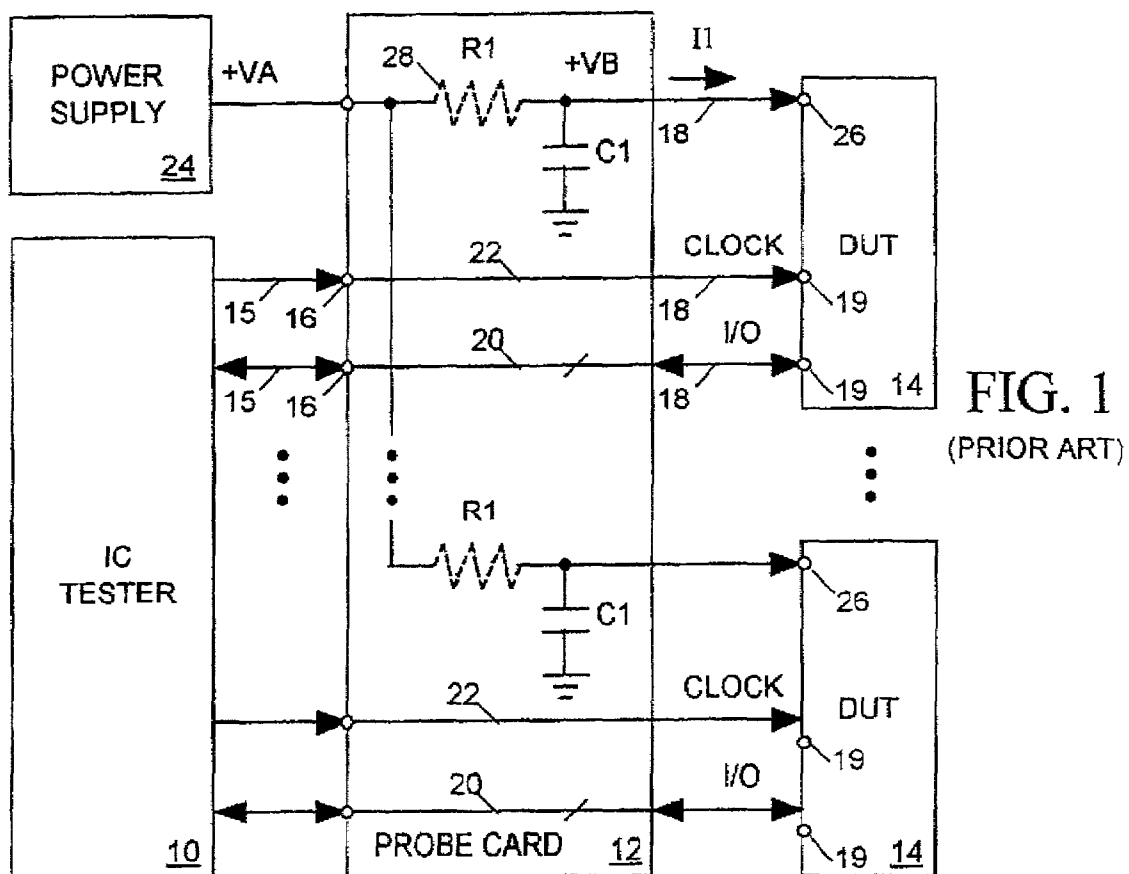 POWER
SUPPLY
24
+VA
28
R1
+VB
I1
18
26
C1
22
CLOCK
DUT
15
16
18
19
20
I/O
15
16
18
19
14
FIG. 1
(PRIOR ART)
IC
TESTER
R1
26
C1
22
CLOCK
DUT
19
20
I/O
10
PROBE CARD
12
19
14